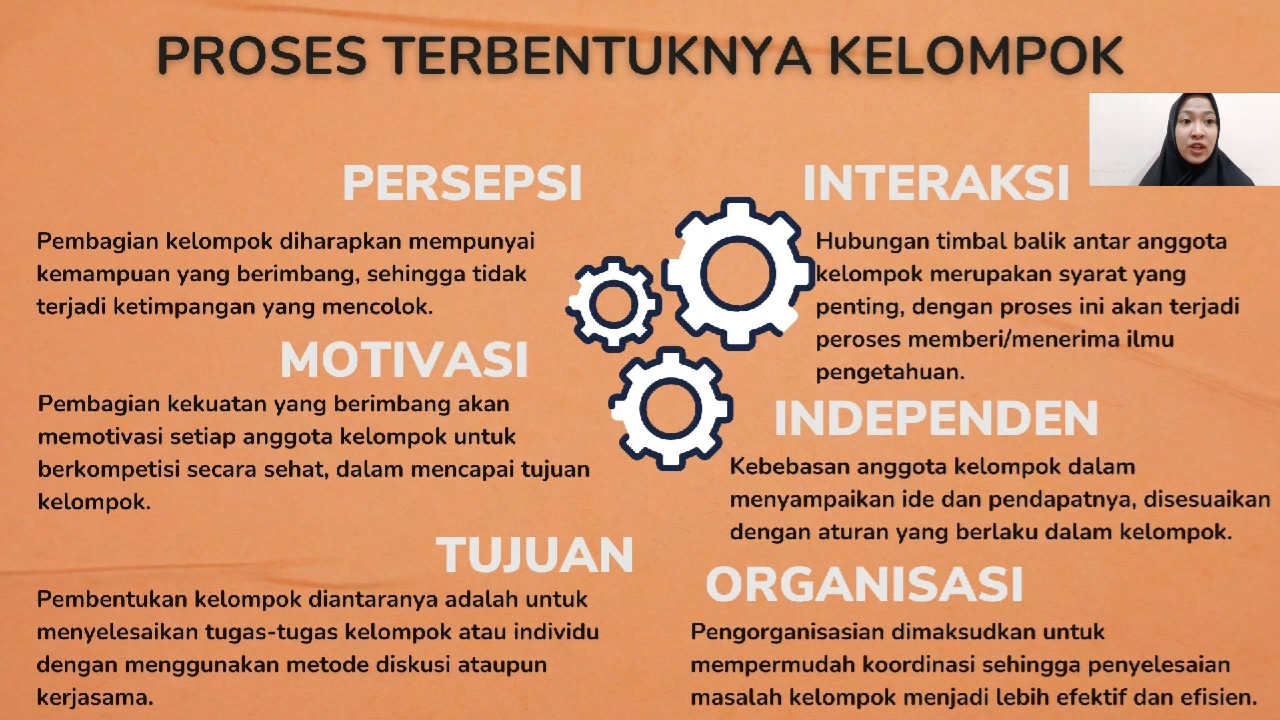 PROSES TERBENTUKNYA KELOMPOK
PERSEPSI
Pembagian kelompok diharapkan mempunyai
kemampuan yang berimbang, sehingga tidak
terjadi ketimpangan yang mencolok.
MOTIVASI
Pembagian kekuatan yang berimbang akan
memotivasi setiap anggota kelompok untuk
berkompetisi secara sehat, dalam mencapai tujuan
kelompok.
TUJUAN
Pembentukan kelompok diantaranya adalah untuk
menyelesaikan tugas-tugas kelompok atau individu
dengan menggunakan metode diskusi ataupun
kerjasama.
INTERAKSI
Hubungan timbal balik antar anggota
kelompok merupakan syarat yang
penting, dengan proses ini akan terjadi
peroses memberi/menerima ilmu
pengetahuan.
INDEPENDEN
Kebebasan anggota kelompok dalam
menyampaikan ide dan pendapatnya, disesuaikan
dengan aturan yang berlaku dalam kelompok.
ORGANISASI
Pengorganisasian dimaksudkan untuk
mempermudah koordinasi sehingga penyelesaian
masalah kelompok menjadi lebih efektif dan efisien.